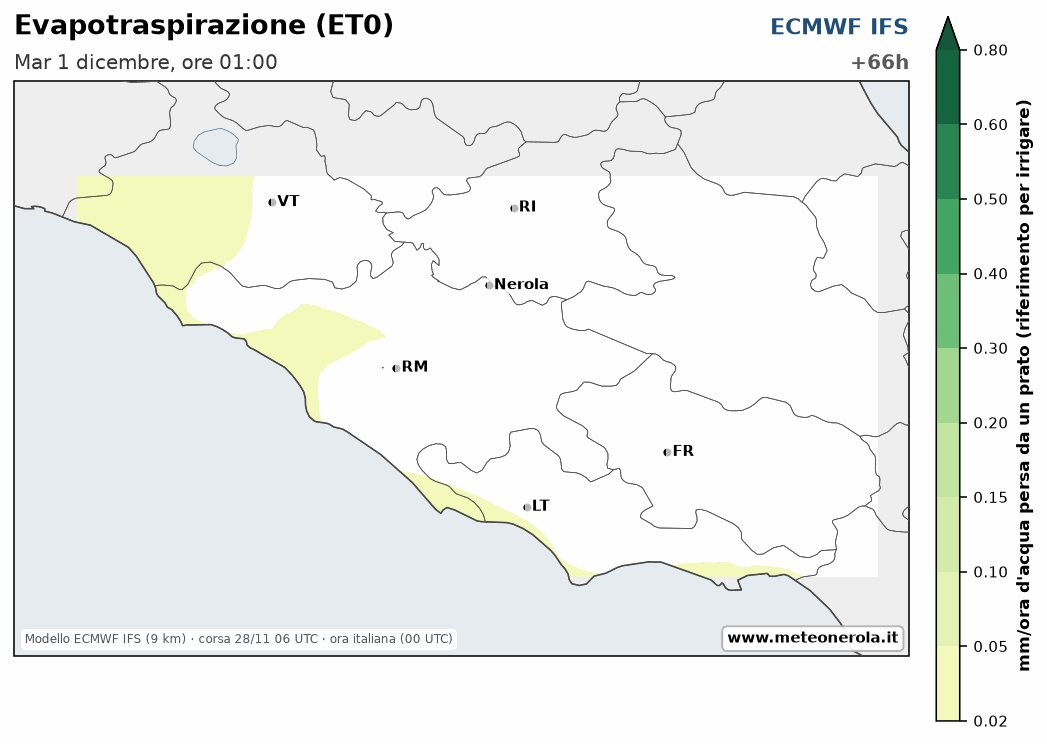 Evapotraspirazione (ET0)
ECMWF IFS
Mar 1 dicembre, ore 01:00
+66h
VT
RI
Nerola
RM
FR
LT
Modello ECMWF IFS (9 km) · corsa 28/11 06 UTC · ora italiana (00 UTC)
www.meteonerola.it
0.80
0.60
0.50
0.40
0.30
0.20
0.15
0.10
0.05
0.02
mm/ora d'acqua persa da un prato (riferimento per irrigare)